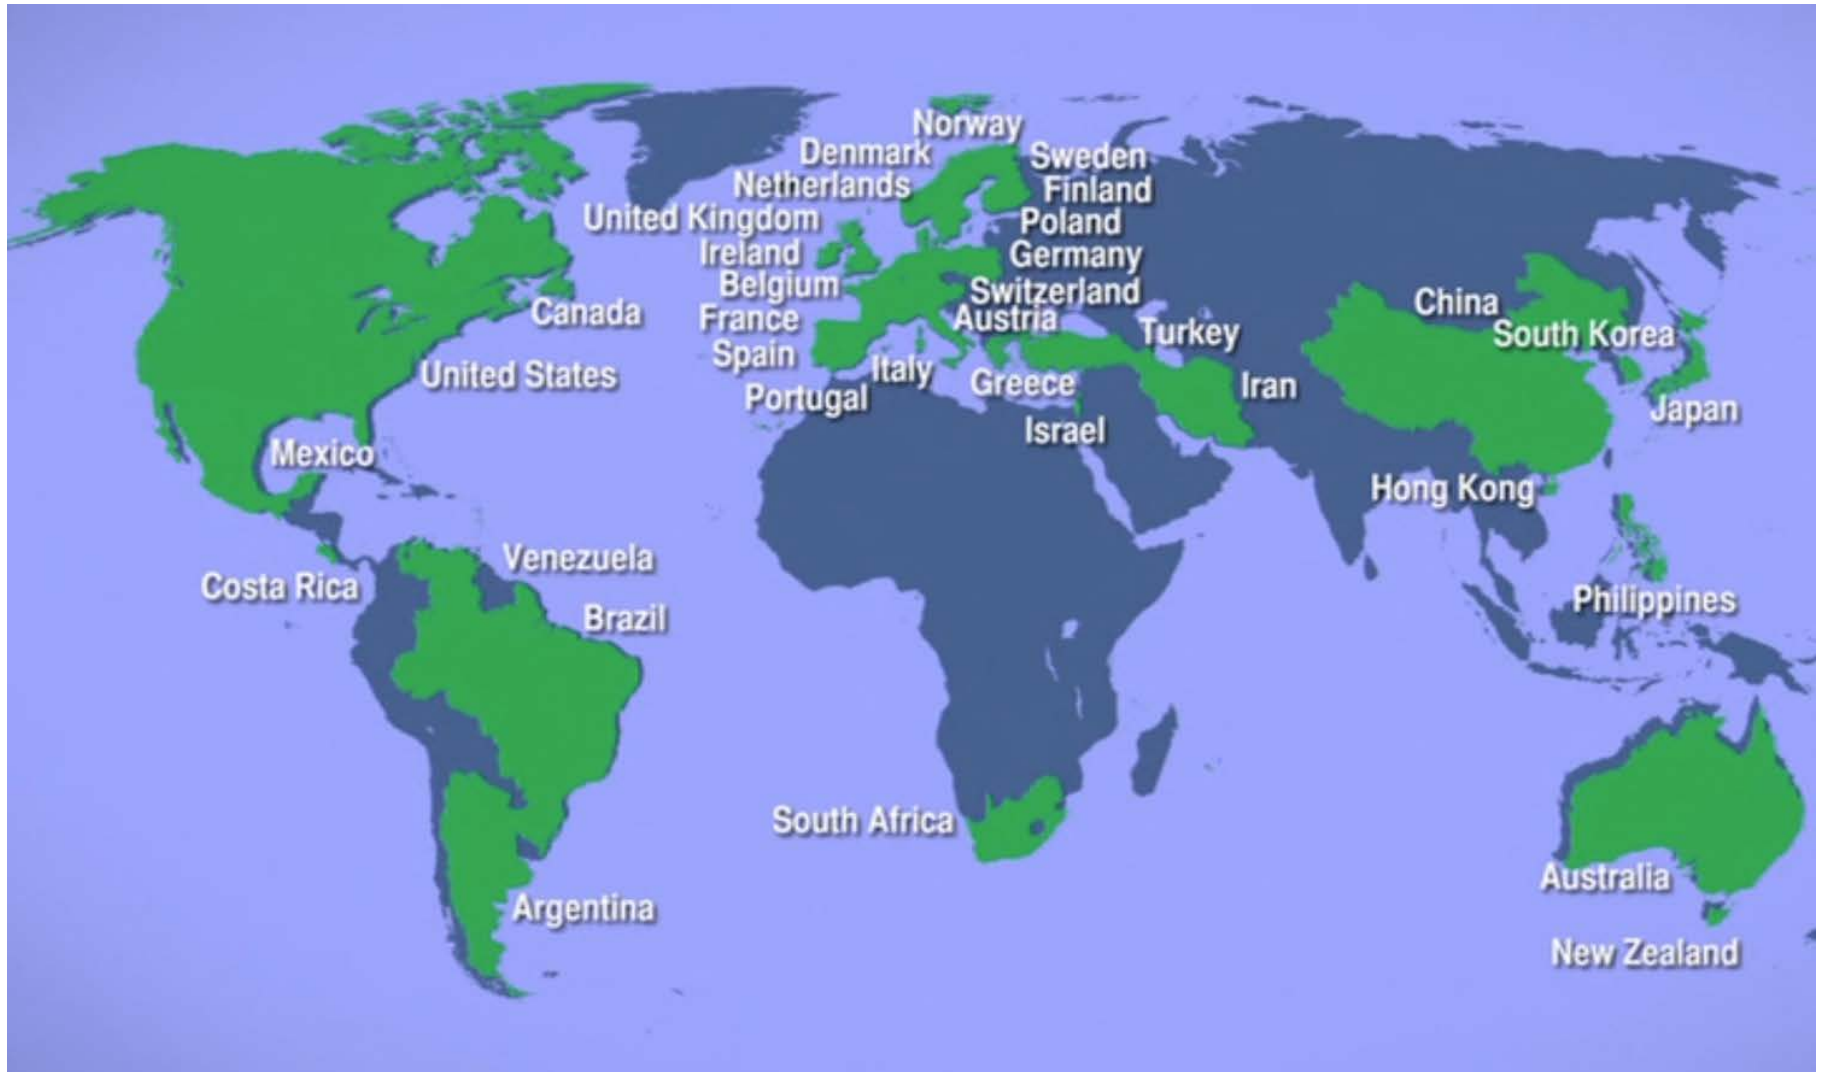 Norway
Denmark
Sweden
Netherlands
Finland
United Kingdom
Poland
Ireland
Germany
Belgium
Switzerland
Canada
France
Austria
China
Turkey
South Korea
Spain
Italy
United States
Greece
Iran
Portugal
Japan
Israel
Mexico
Hong Kong
Venezuela
Costa Rica
Philippines
Brazil
South Africa
Australia
Argentina
New Zealand